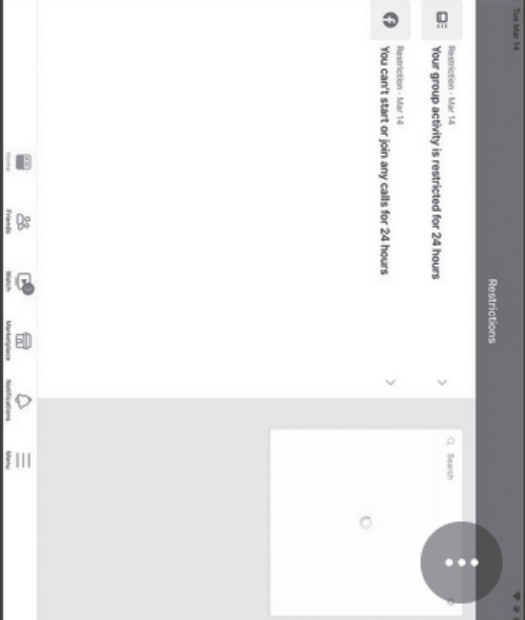 Tue Mar 14
Restrictions
Restriction · Mar 14
Your group activity is restricted for 24 hours
Restriction · Mar 14
You can't start or join any calls for 24 hours
Search
Home
Friends
Watch
Marketplace
Notifications
Menu